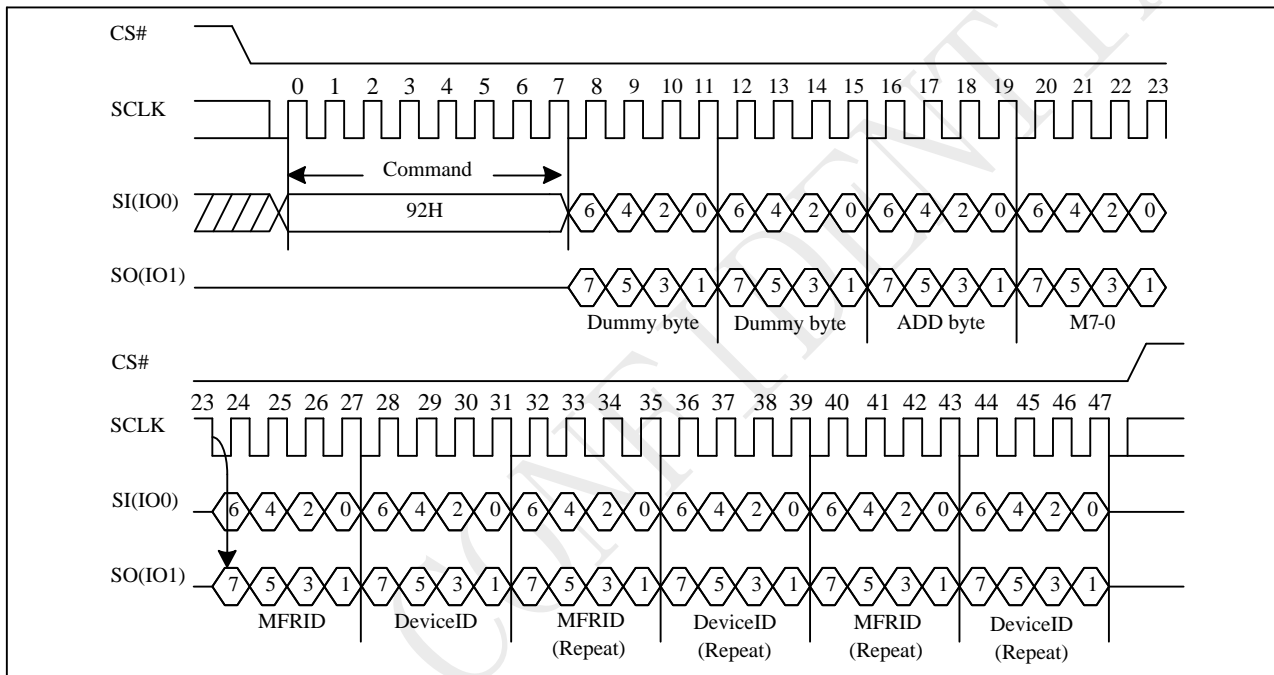 CS#
0 1 2 3 4 5 6 7 8 9 10 11 12 13 14 15 16 17 18 19 20 21 22 23
SCLK
Command
SI(IO0) 92H 6 4 2 0 6 4 2 0 6 4 2 0 6 4 2 0
SO(IO1) 7 5 3 1 7 5 3 1 7 5 3 1 7 5 3 1
Dummy byte Dummy byte ADD byte M7-0
CS#
23 24 25 26 27 28 29 30 31 32 33 34 35 36 37 38 39 40 41 42 43 44 45 46 47
SCLK
SI(IO0) 6 4 2 0 6 4 2 0 6 4 2 0 6 4 2 0 6 4 2 0 6 4 2 0
SO(IO1) 7 5 3 1 7 5 3 1 7 5 3 1 7 5 3 1 7 5 3 1 7 5 3 1
MFRID DeviceID MFRID DeviceID MFRID DeviceID
(Repeat) (Repeat) (Repeat) (Repeat)
CONFIDENTI